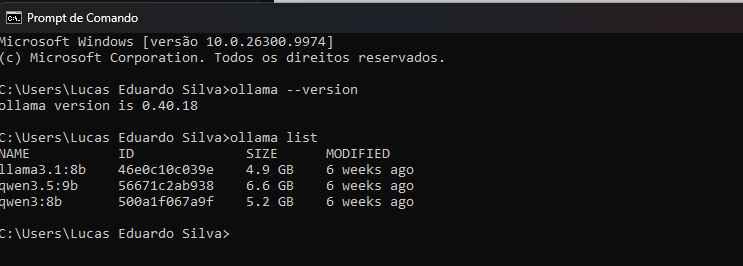 Prompt de Comando
Microsoft Windows [versão 10.0.26300.9974]
(c) Microsoft Corporation. Todos os direitos reservados.
C:\Users\Lucas Eduardo Silva>ollama --version
ollama version is 0.40.18
C:\Users\Lucas Eduardo Silva>ollama list
NAME ID SIZE MODIFIED
llama3.1:8b 46e0c10c039e 4.9 GB 6 weeks ago
qwen3.5:9b 56671c2ab938 6.6 GB 6 weeks ago
qwen3:8b 500a1f067a9f 5.2 GB 6 weeks ago
C:\Users\Lucas Eduardo Silva>